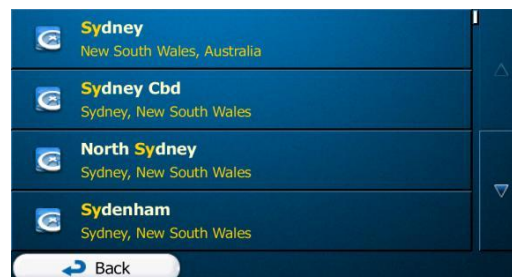 Sydney
New South Wales, Australia
Sydney Cbd
Sydney, New South Wales
North Sydney
Sydney, New South Wales
Sydenham
Sydney, New South Wales
Back